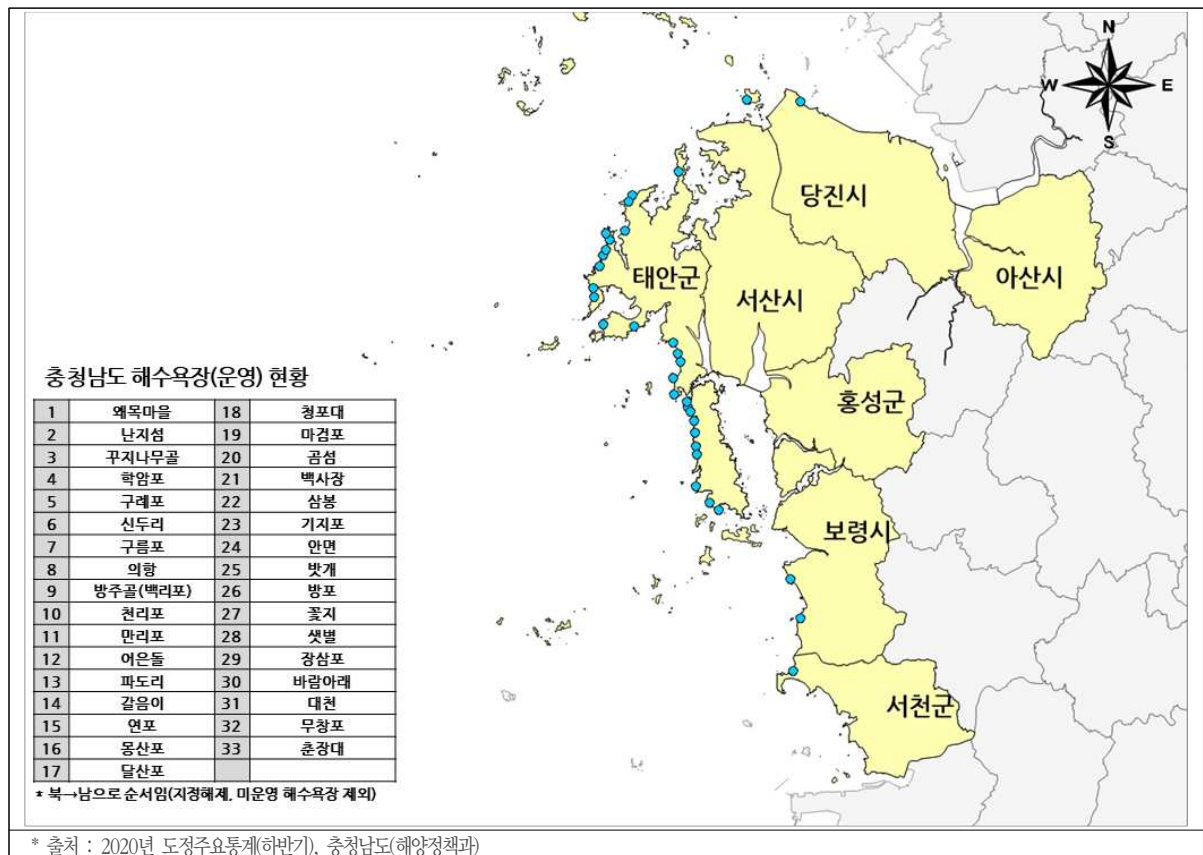 N
W E
S
당진시
아산시
태안군
서산시
홍성군
보령시
서천군
충청남도 해수욕장(운영) 현황
1 왜목마을 18 청포대
2 난지섬 19 마검포
3 꾸지나무골 20 곰섬
4 학암포 21 백사장
5 구례포 22 삼봉
6 신두리 23 기지포
7 구름포 24 안면
8 의항 25 밧개
9 방주골(백리포) 26 방포
10 천리포 27 꽃지
11 만리포 28 샛별
12 어은돌 29 장삼포
13 파도리 30 바람아래
14 갈음이 31 대천
15 연포 32 무창포
16 몽산포 33 춘장대
17 달산포
* 북→남으로 순서임(지정해제, 미운영 해수욕장 제외)
* 출처 : 2020년 도정주요통계(하반기), 충청남도(해양정책과)